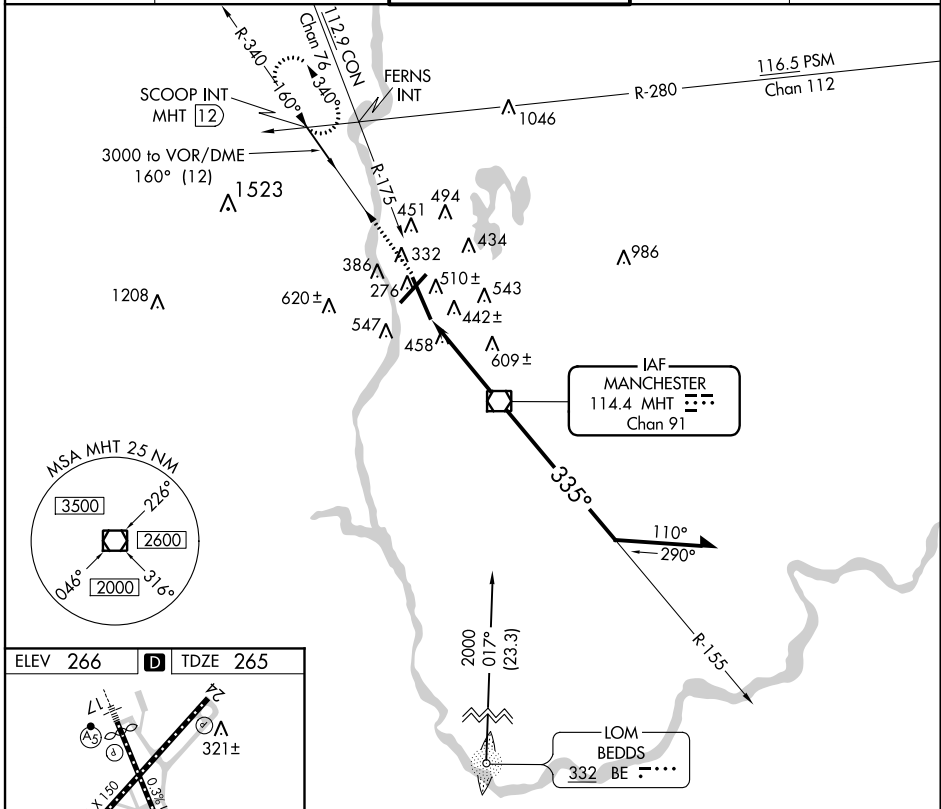 112.9 CON
Chan 76
R-340
160°
340°
FERNS
INT
116.5 PSM
Chan 112
R-280
SCOOP INT
MHT 12
1046
3000 to VOR/DME
160° (12)
R-175
1523
494
451
434
332
986
386
276
510±
543
1208
620±
442±
547
458
609±
IAF
MANCHESTER
114.4 MHT
Chan 91
MSA MHT 25 NM
3500
226°
2600
046°
2000
316°
335°
110°
290°
2000
017°
(23.3)
R-155
ELEV 266 D TDZE 265
17
24
A5
P
P
321±
X 150
LOM
BEDDS
332 BE